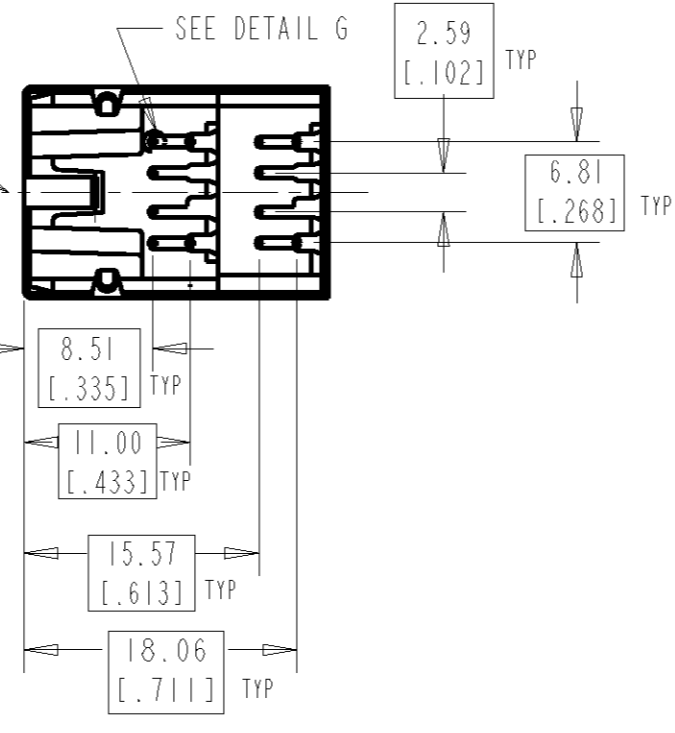 SEE DETAIL G
2.59
[.102] TYP
6.81
[.268] TYP
8.51
[.335] TYP
11.00
[.433] TYP
15.57
[.613] TYP
18.06
[.711] TYP